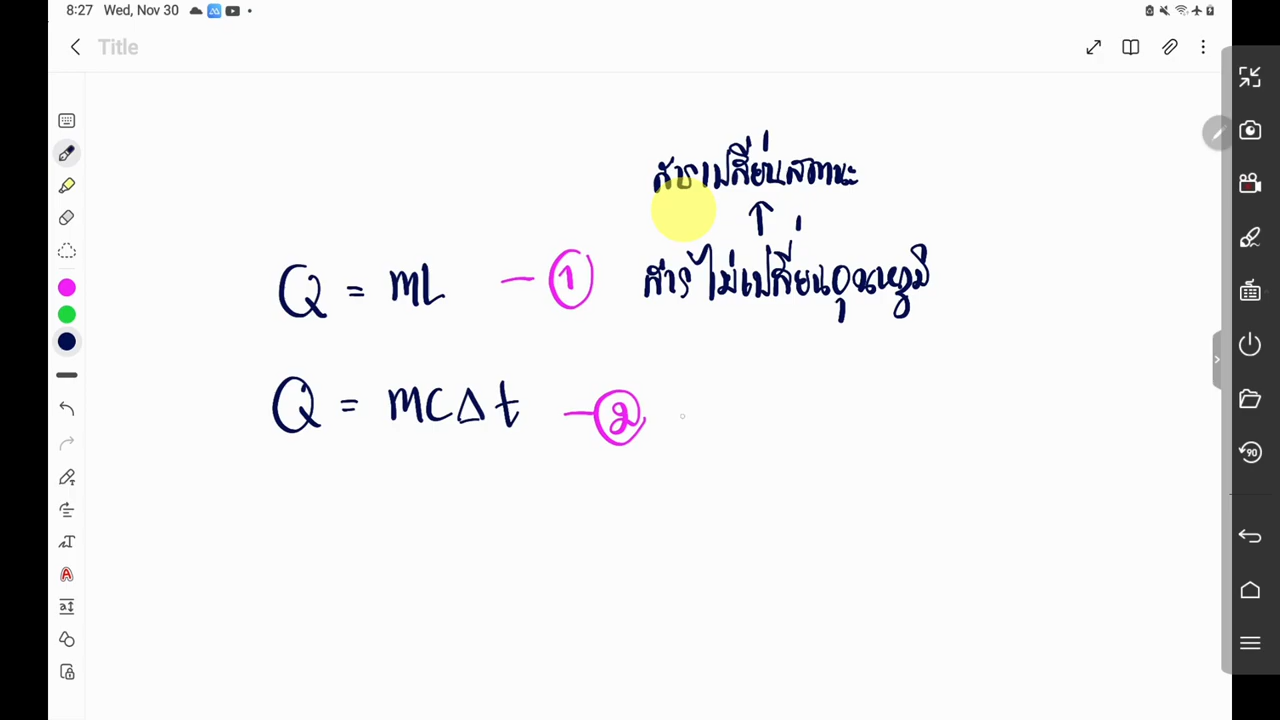 8:27 Wed, Nov 30
Title
สารเปลี่ยนสถานะ
↑
Q = mL — ① สารไม่เปลี่ยนอุณหภูมิ
Q = mcΔt — ②